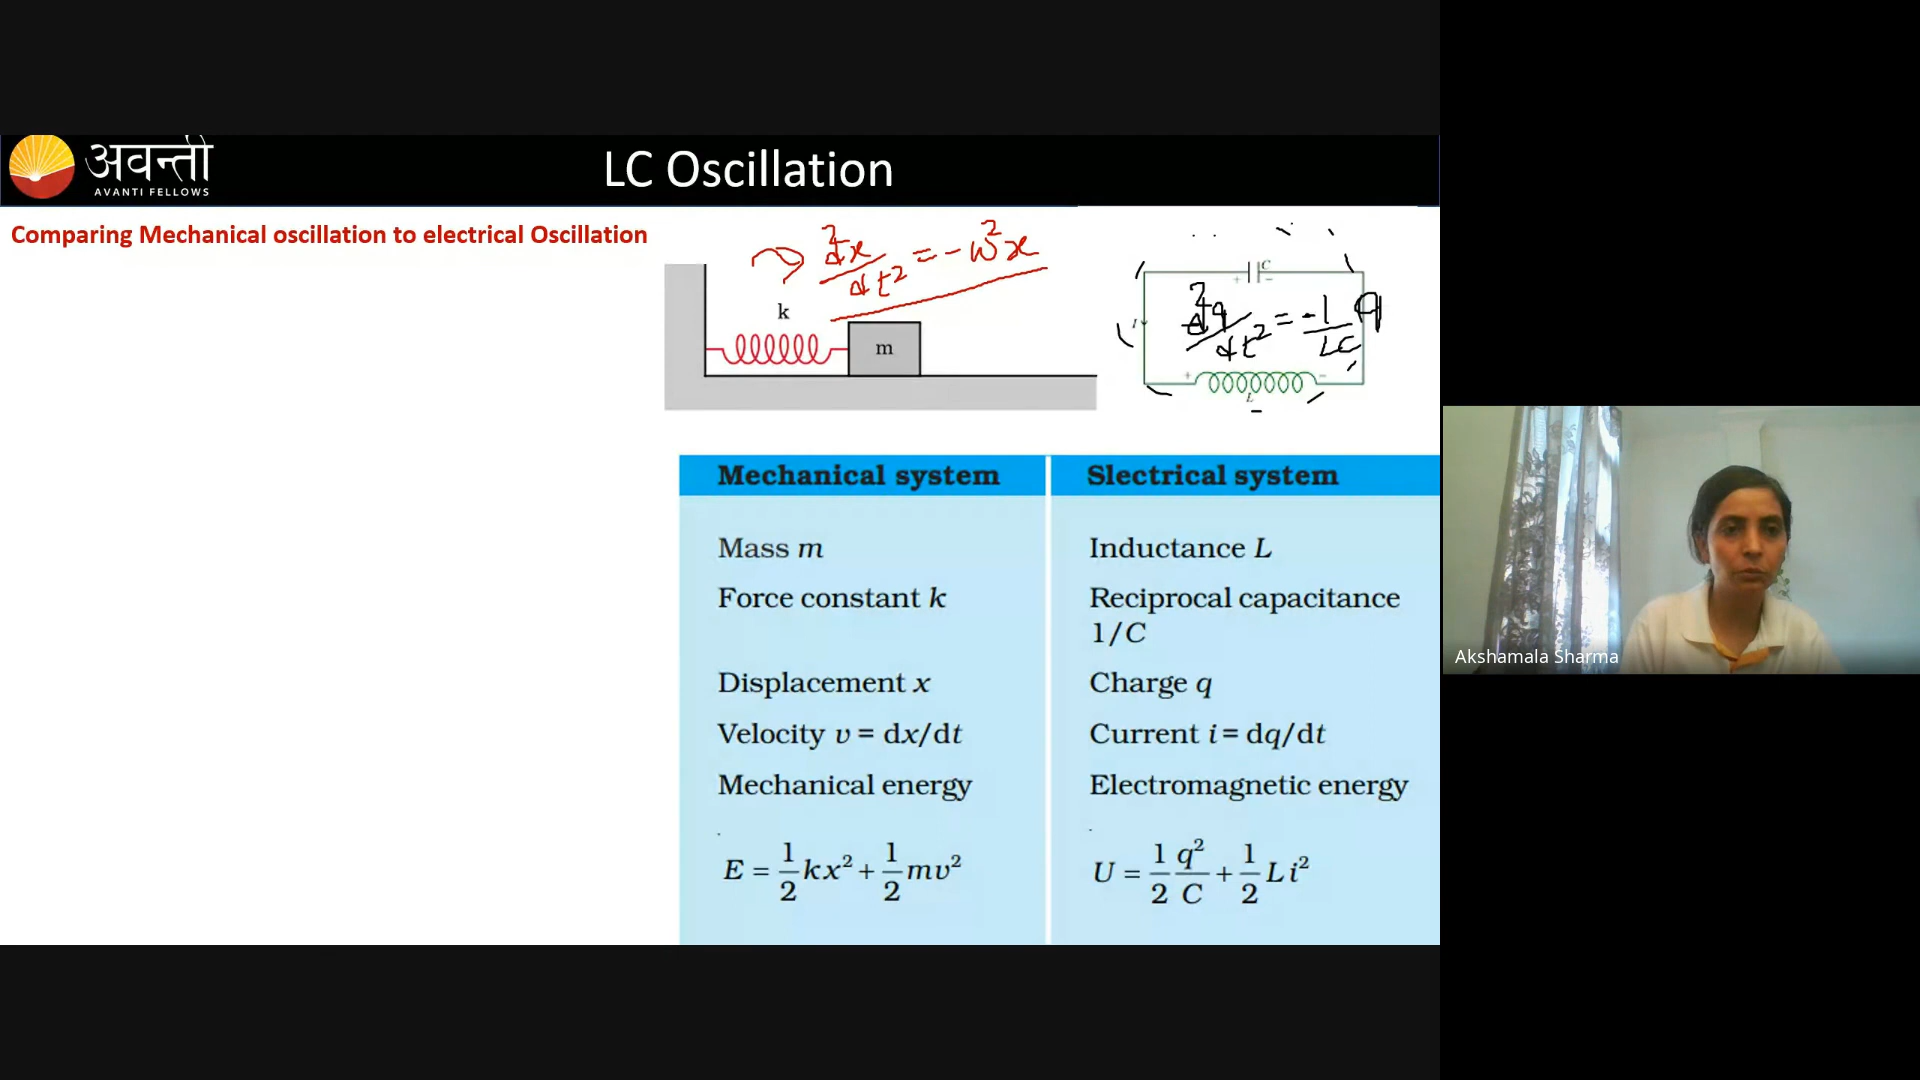 अवन्ती
AVANTI FELLOWS
LC Oscillation
Comparing Mechanical oscillation to electrical Oscillation
d²x/dt² = -ω²x
k
m
C
+ -
d²q/dt² = -1/LC q
I
+ -
L
Mechanical system Slectrical system
Mass m Inductance L
Force constant k Reciprocal capacitance
1/C
Displacement x Charge q
Velocity v = dx/dt Current i = dq/dt
Mechanical energy Electromagnetic energy
E = 1/2 kx² + 1/2 mv² U = 1/2 q²/C + 1/2 Li²
Akshamala Sharma